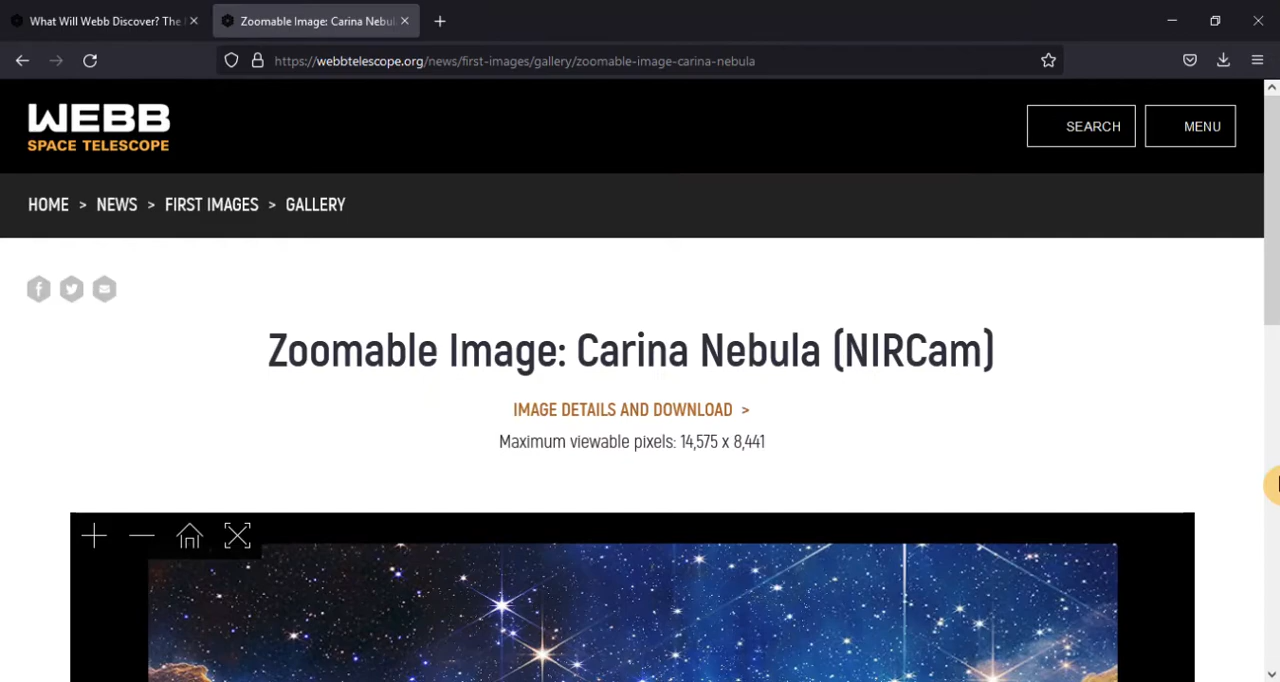 What Will Webb Discover? The
Zoomable Image: Carina Nebul
https://webbtelescope.org/news/first-images/gallery/zoomable-image-carina-nebula
WEBB
SPACE TELESCOPE
SEARCH
MENU
HOME > NEWS > FIRST IMAGES > GALLERY
Zoomable Image: Carina Nebula (NIRCam)
IMAGE DETAILS AND DOWNLOAD >
Maximum viewable pixels: 14,575 x 8,441